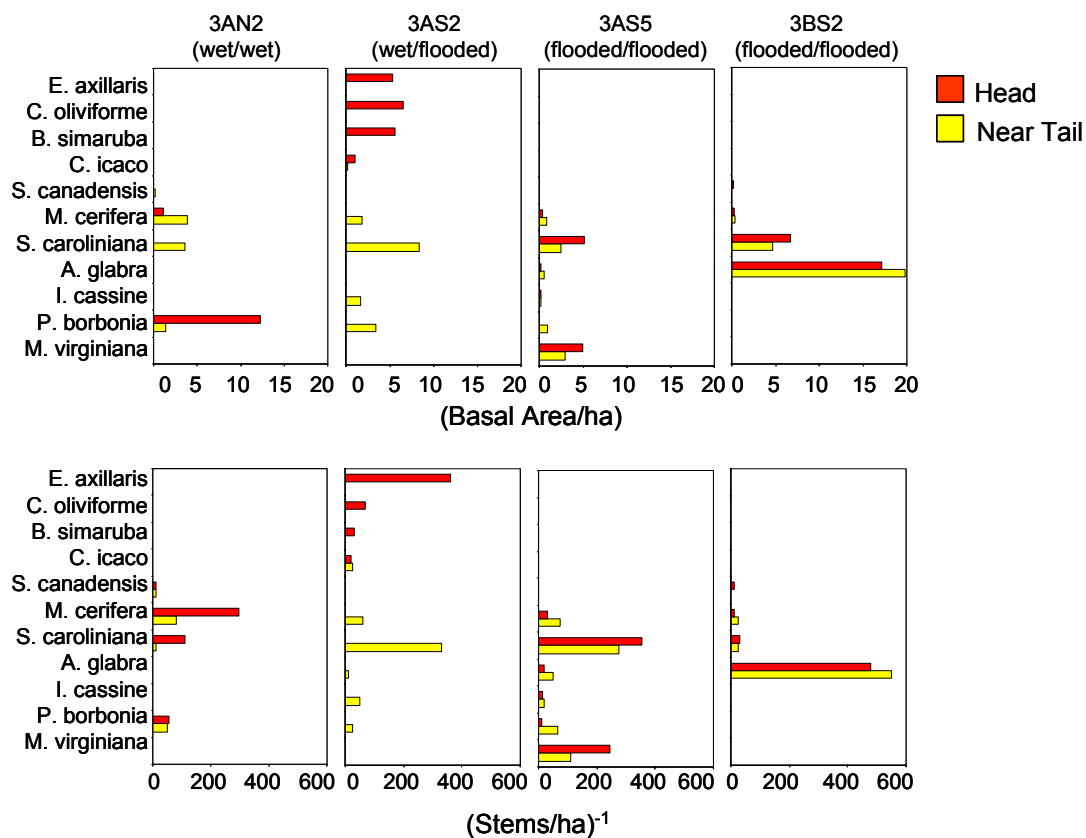 3AN2 3AS2 3AS5 3BS2
(wet/wet) (wet/flooded) (flooded/flooded) (flooded/flooded)
Head
Near Tail
E. axillaris
C. oliviforme
B. simaruba
C. icaco
S. canadensis
M. cerifera
S. caroliniana
A. glabra
I. cassine
P. borbonia
M. virginiana
0 5 10 15 20 0 5 10 15 20 0 5 10 15 20 0 5 10 15 20
(Basal Area/ha)
E. axillaris
C. oliviforme
B. simaruba
C. icaco
S. canadensis
M. cerifera
S. caroliniana
A. glabra
I. cassine
P. borbonia
M. virginiana
0 200 400 600 0 200 400 600 0 200 400 600 0 200 400 600
(Stems/ha)-1